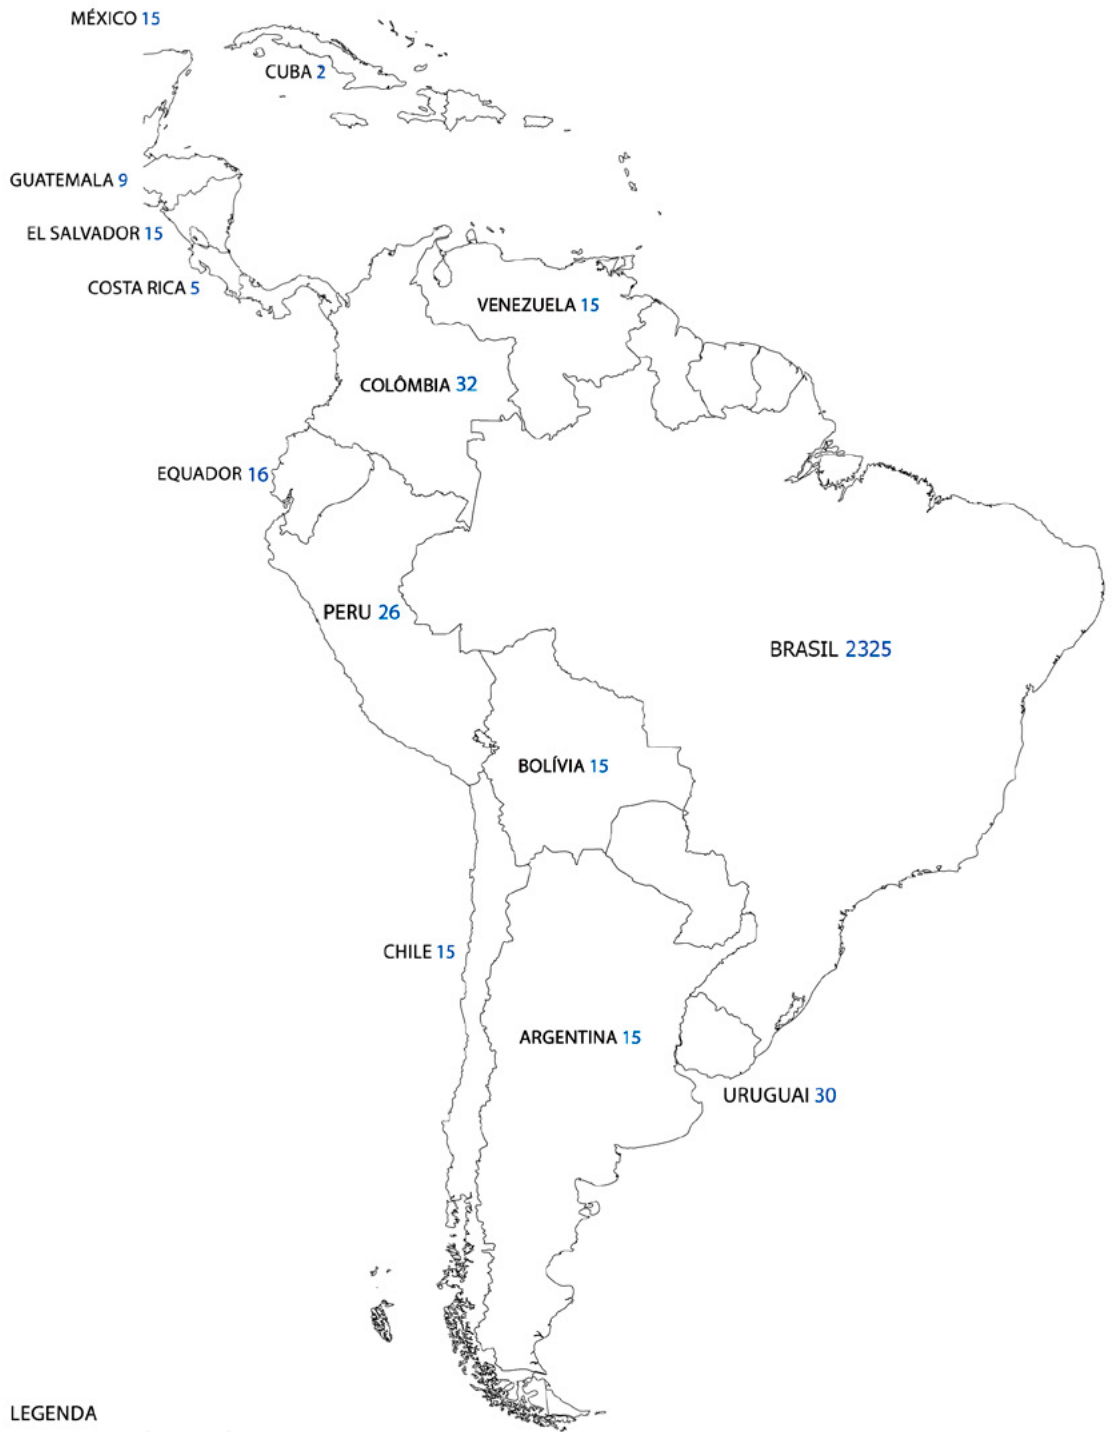 MÉXICO 15
CUBA 2
GUATEMALA 9
EL SALVADOR 15
COSTA RICA 5
VENEZUELA 15
COLÔMBIA 32
EQUADOR 16
PERU 26
BRASIL 2325
BOLÍVIA 15
CHILE 15
ARGENTINA 15
URUGUAI 30
LEGENDA